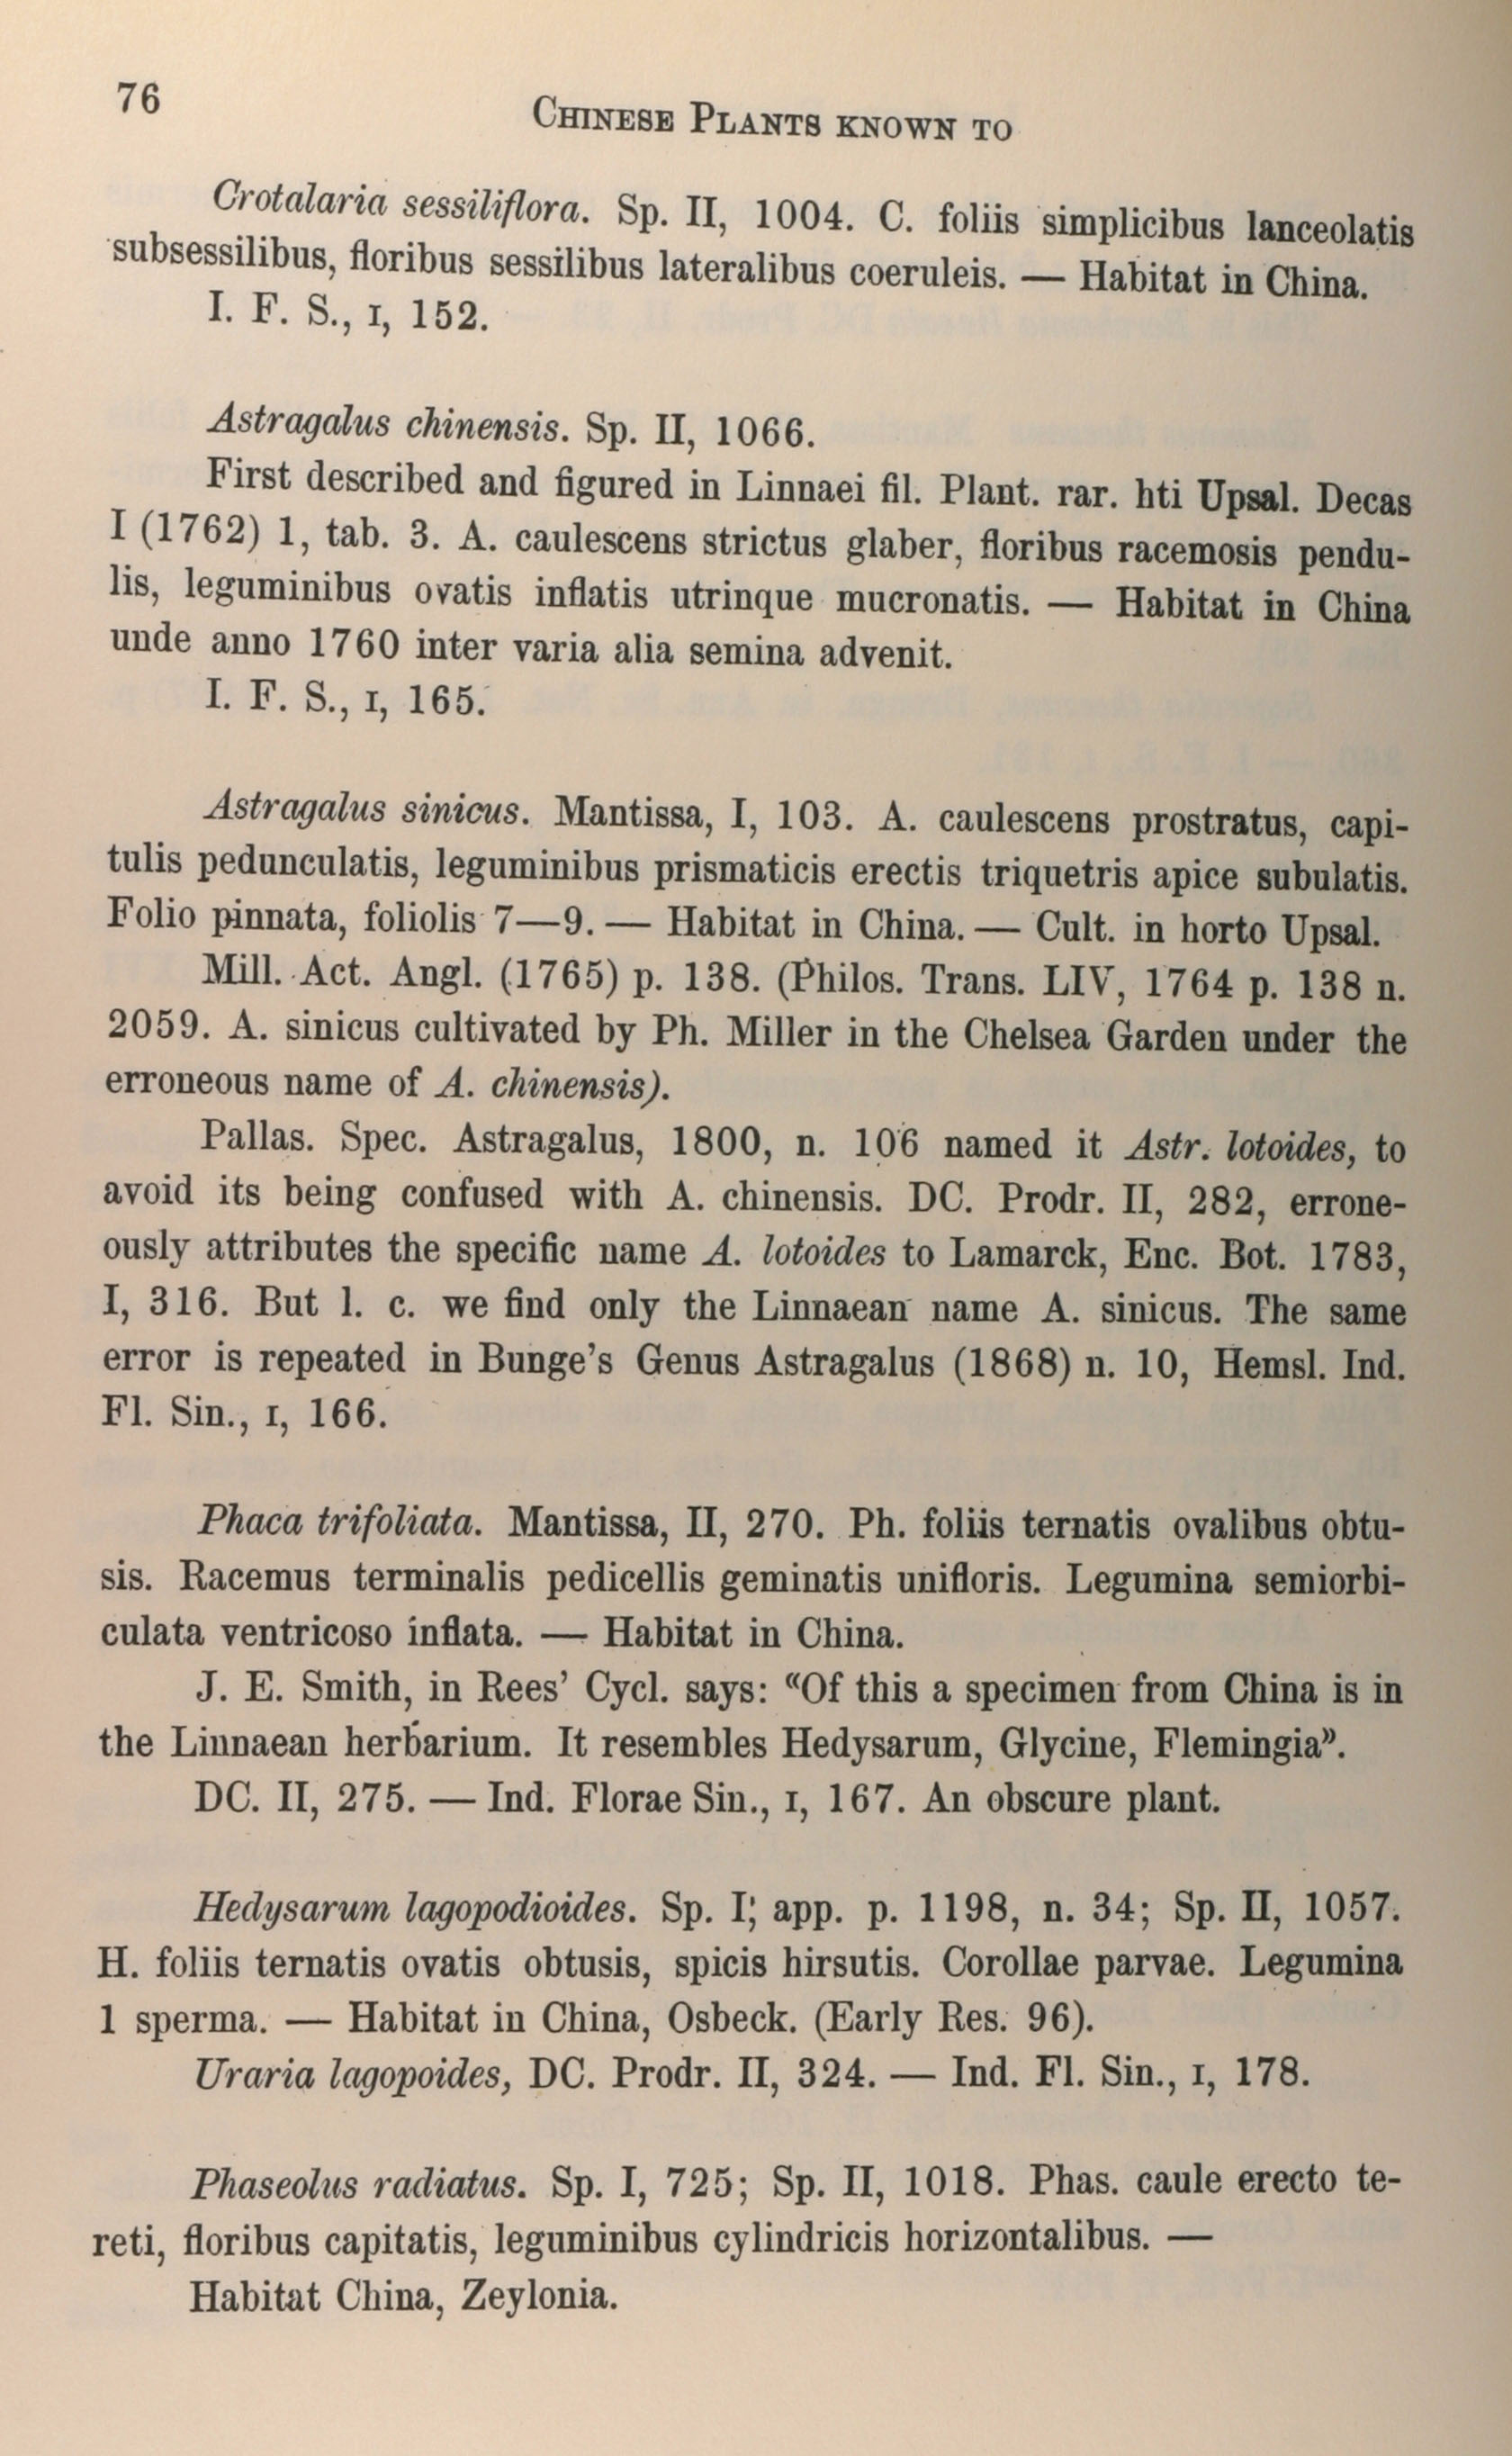 76
CHINESE PLANTS KNOWN TO
Crotalaria sessiliflora. Sp. II, 1004. C. foliis simplicibus lanceolatis
subsessilibus, floribus sessilibus lateralibus coeruleis. — Habitat in China.
I. F. S., I, 152.
Astragalus chinensis. Sp. II, 1066.
First described and figured in Linnaei fil. Plant. rar. hti Upsal. Decas
I (1762) 1, tab. 3. A. caulescens strictus glaber, floribus racemosis pendu-
lis, leguminibus ovatis inflatis utrinque mucronatis. — Habitat in China
unde anno 1760 inter varia alia semina advenit.
I. F. S., I, 165.
Astragalus sinicus. Mantissa, I, 103. A. caulescens prostratus, capi-
tulis pedunculatis, leguminibus prismaticis erectis triquetris apice subulatis.
Folio pinnata, foliolis 7—9. — Habitat in China. — Cult. in horto Upsal.
Mill. Act. Angl. (1765) p. 138. (Philos. Trans. LIV, 1764 p. 138 n.
2059. A. sinicus cultivated by Ph. Miller in the Chelsea Garden under the
erroneous name of A. chinensis).
Pallas. Spec. Astragalus, 1800, n. 106 named it Astr. lotoides, to
avoid its being confused with A. chinensis. DC. Prodr. II, 282, errone-
ously attributes the specific name A. lotoides to Lamarck, Enc. Bot. 1783,
I, 316. But l. c. we find only the Linnaean name A. sinicus. The same
error is repeated in Bunge's Genus Astragalus (1868) n. 10, Hemsl. Ind.
Fl. Sin., I, 166.
Phaca trifoliata. Mantissa, II, 270. Ph. foliis ternatis ovalibus obtu-
sis. Racemus terminalis pedicellis geminatis unifloris. Legumina semiorbi-
culata ventricoso inflata. — Habitat in China.
J. E. Smith, in Rees' Cycl. says: “Of this a specimen from China is in
the Linnaean herbarium. It resembles Hedysarum, Glycine, Flemingia”.
DC. II, 275. — Ind. Florae Sin., I, 167. An obscure plant.
Hedysarum lagopodioides. Sp. I; app. p. 1198, n. 34; Sp. II, 1057.
H. foliis ternatis ovatis obtusis, spicis hirsutis. Corollae parvae. Legumina
1 sperma. — Habitat in China, Osbeck. (Early Res. 96).
Uraria lagopoides, DC. Prodr. II, 324. — Ind. Fl. Sin., I, 178.
Phaseolus radiatus. Sp. I, 725; Sp. II, 1018. Phas. caule erecto te-
reti, floribus capitatis, leguminibus cylindricis horizontalibus. —
Habitat China, Zeylonia.